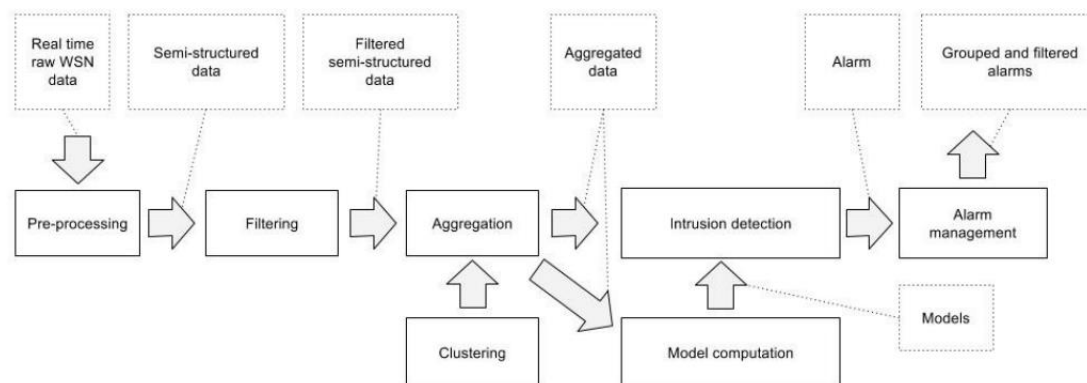 Real time
raw WSN
data
Semi-structured
data
Filtered
semi-structured
data
Aggregated
data
Alarm
Grouped and filtered
alarms
Pre-processing
Filtering
Aggregation
Intrusion detection
Alarm
management
Clustering
Model computation
Models